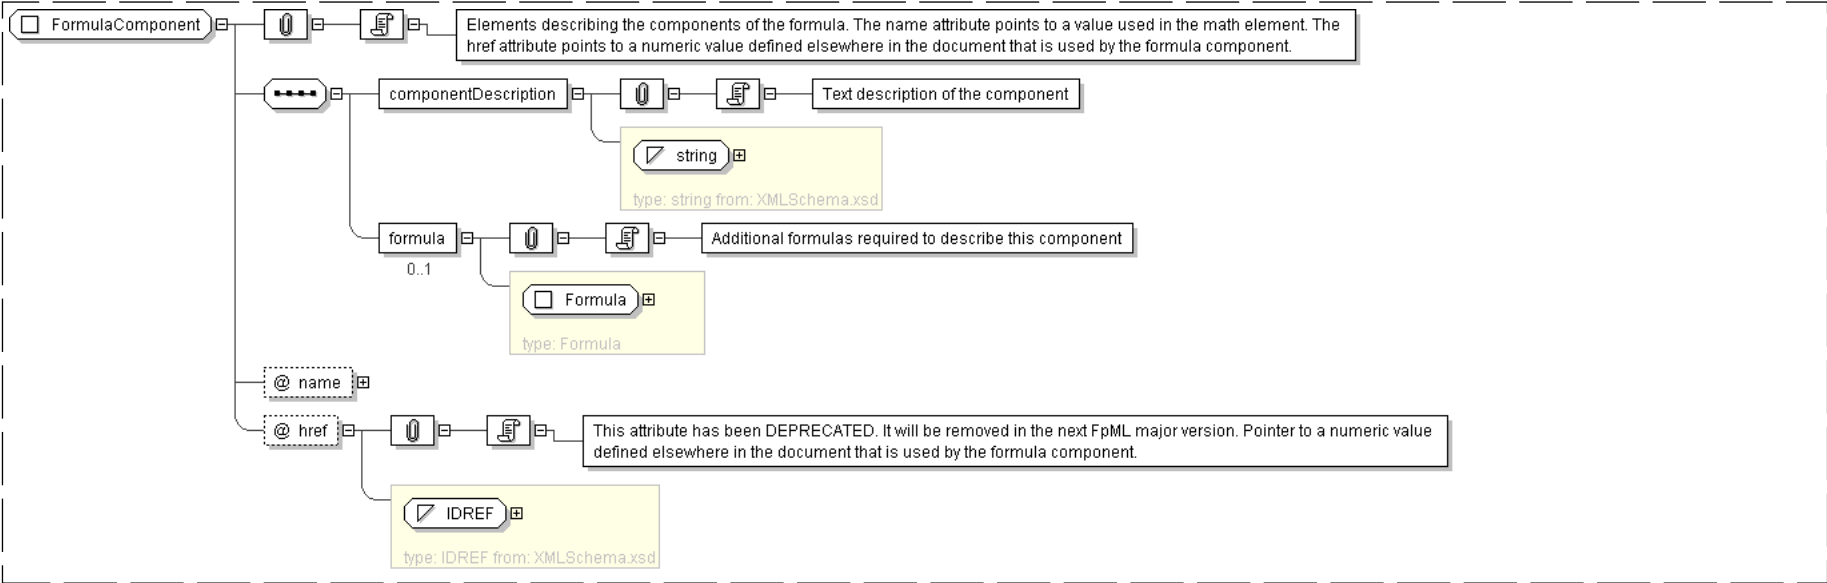 FormulaComponent
Elements describing the components of the formula. The name attribute points to a value used in the math element. The
href attribute points to a numeric value defined elsewhere in the document that is used by the formula component.
componentDescription
Text description of the component
string
type: string from: XMLSchema.xsd
formula
Additional formulas required to describe this component
0..1
Formula
type: Formula
@ name
@ href
This attribute has been DEPRECATED. It will be removed in the next FpML major version. Pointer to a numeric value
defined elsewhere in the document that is used by the formula component.
IDREF
type: IDREF from: XMLSchema.xsd